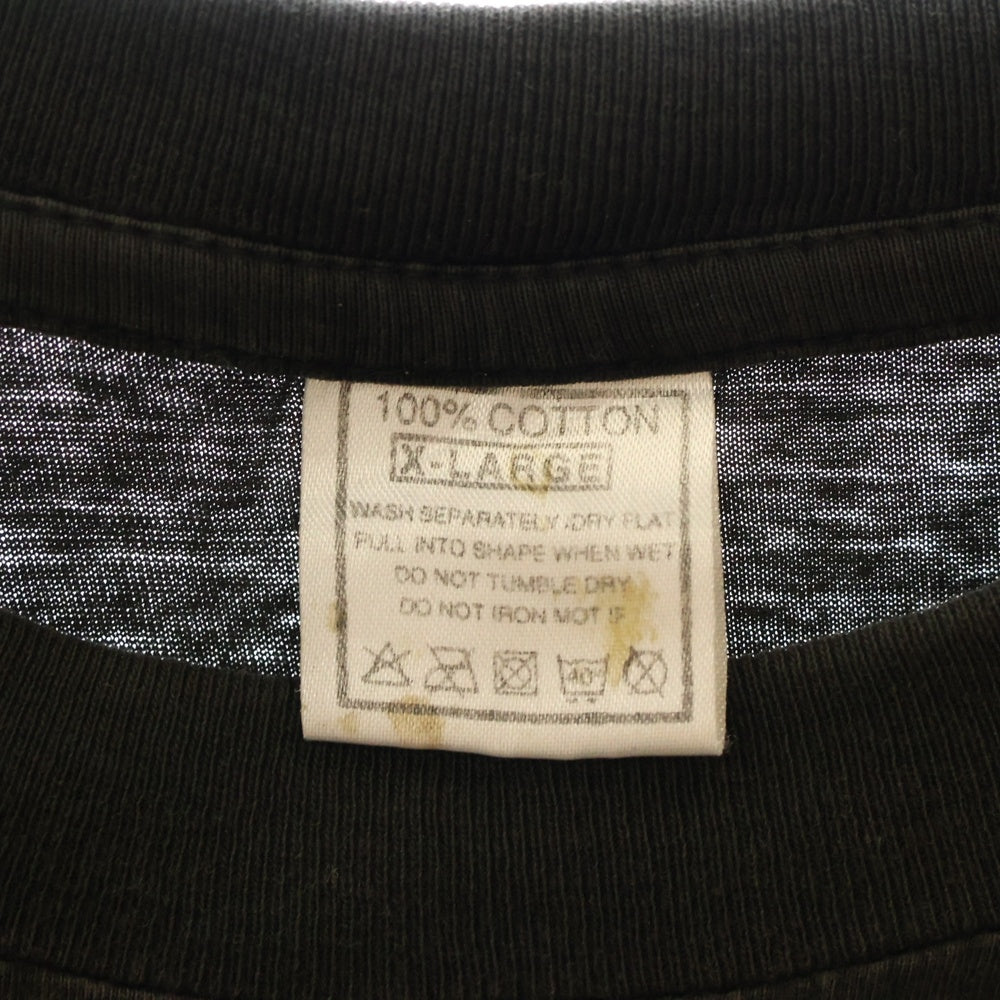 100% COTTON
X-LARGE
WASH SEPARATELY .DRY FLAT
PULL INTO SHAPE WHEN WET
DO NOT TUMBLE DRY
DO NOT IRON MOT IF
40°